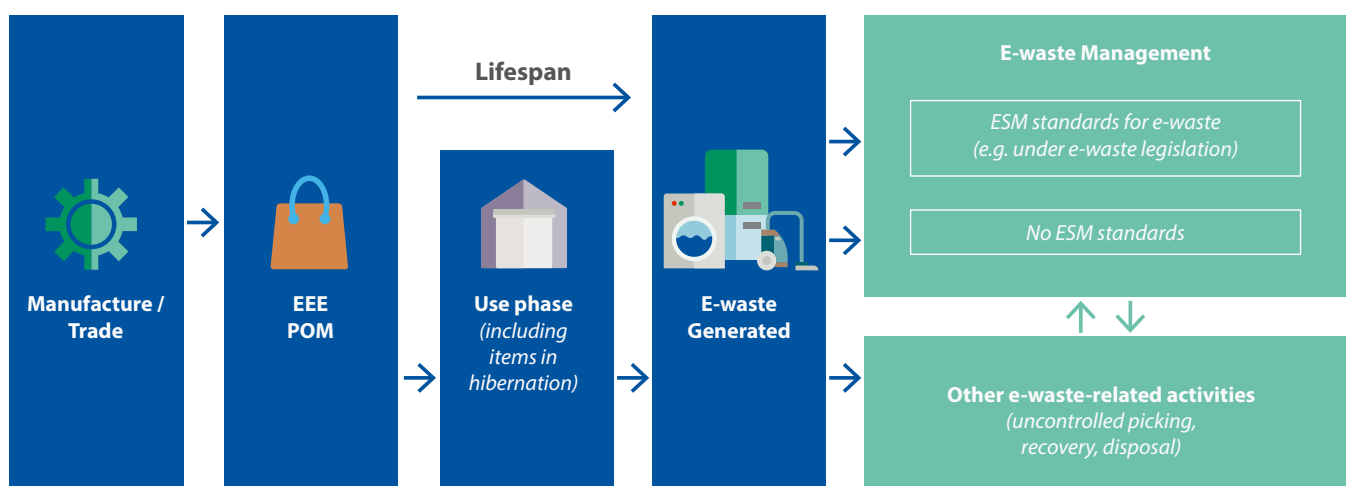 Manufacture /
Trade
EEE
POM
Lifespan
Use phase
(including
items in
hibernation)
E-waste
Generated
E-waste Management
ESM standards for e-waste
(e.g. under e-waste legislation)
No ESM standards
Other e-waste-related activities
(uncontrolled picking,
recovery, disposal)